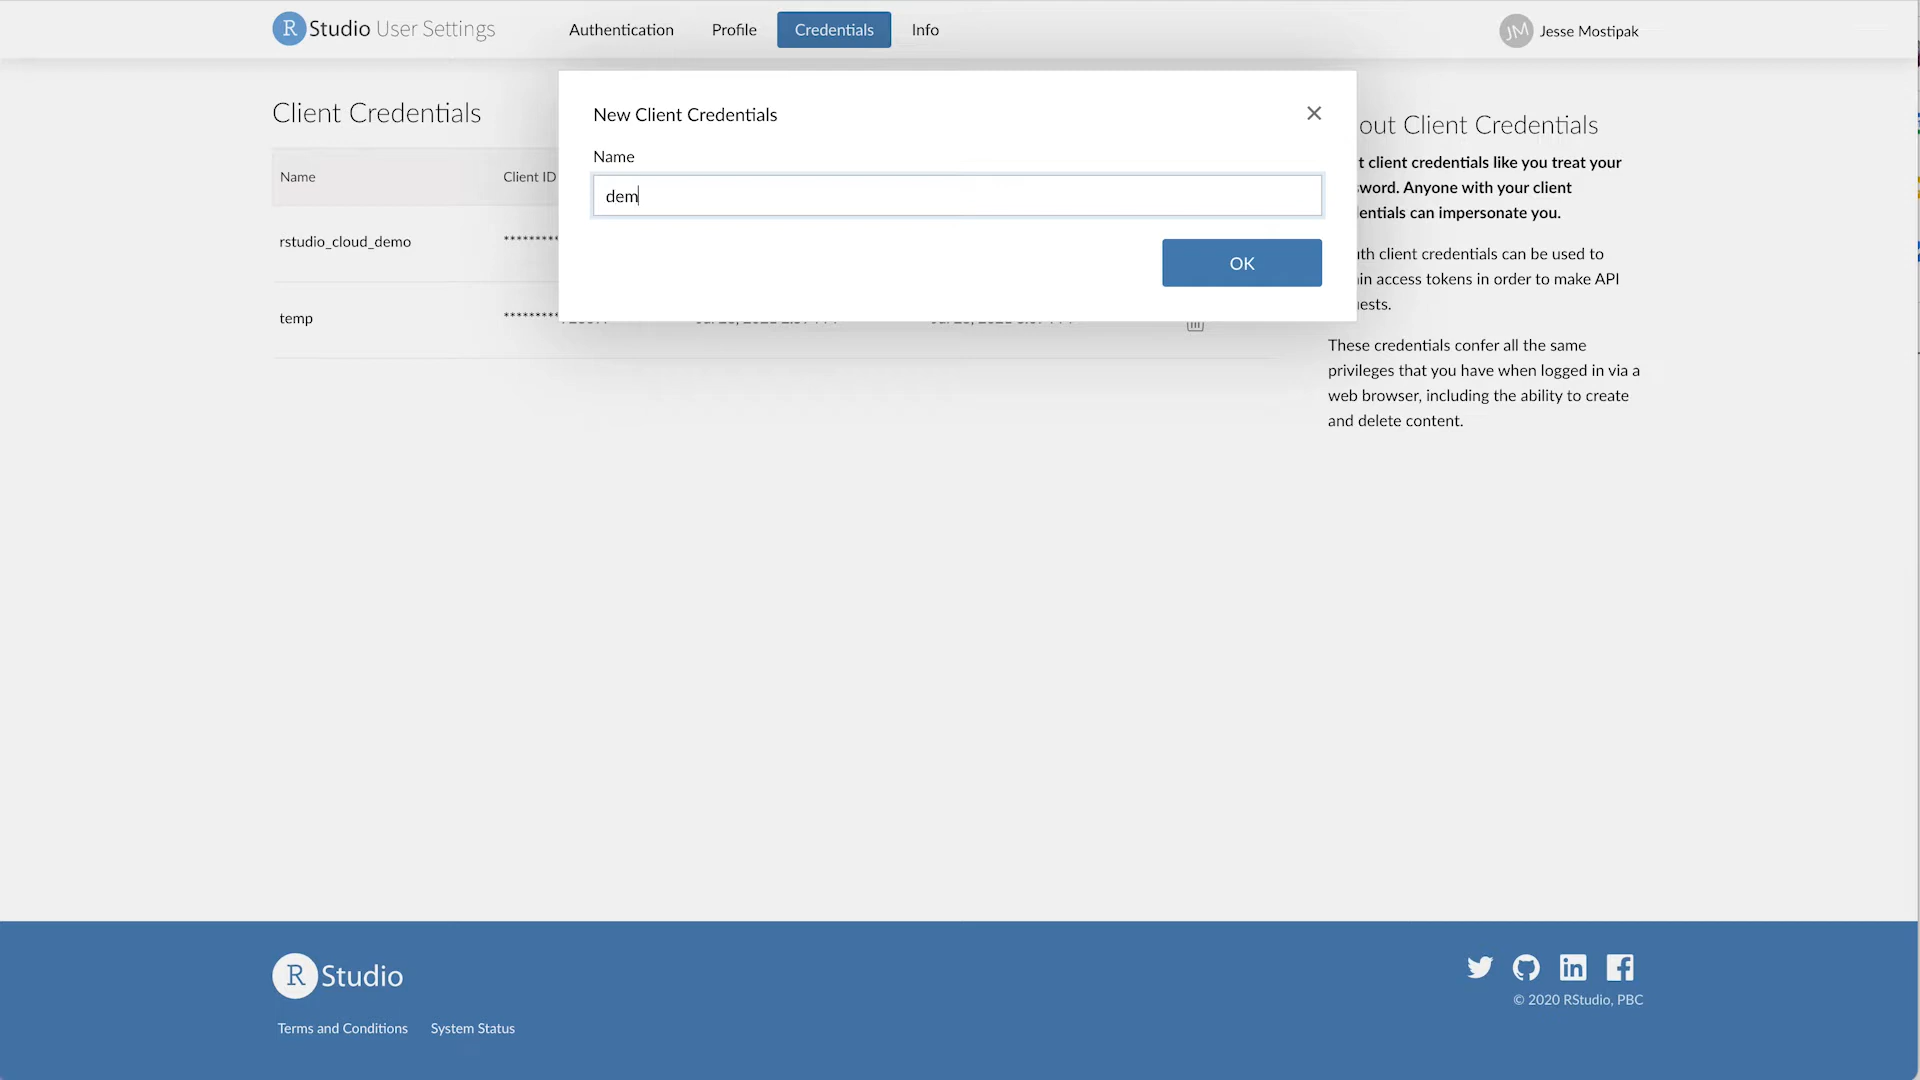 R Studio User Settings
Authentication
Profile
Credentials
Info
JM Jesse Mostipak
Client Credentials
Name
Client ID
rstudio_cloud_demo
*********
temp
*********
New Client Credentials
Name
dem
OK
out Client Credentials
t client credentials like you treat your
sword. Anyone with your client
entials can impersonate you.
th client credentials can be used to
in access tokens in order to make API
ests.
These credentials confer all the same
privileges that you have when logged in via a
web browser, including the ability to create
and delete content.
R Studio
Terms and Conditions
System Status
© 2020 RStudio, PBC